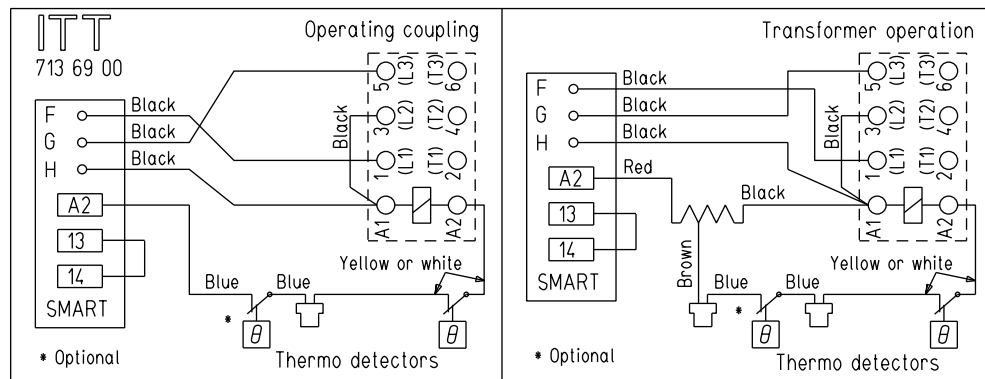 ITT
713 69 00
Operating coupling
F
G
H
Black
Black
Black
Black
5 (L3) (T3) 6
3 (L2) (T2) 4
1 (L1) (T1) 2
A1
A2
A2
13
14
SMART
Blue
Blue
*
Yellow or white
θ
θ
* Optional
Thermo detectors
Transformer operation
F
G
H
Black
Black
Black
Black
5 (L3) (T3) 6
3 (L2) (T2) 4
1 (L1) (T1) 2
A1
A2
A2
13
14
SMART
Red
Black
Brown
Blue
Blue
*
Yellow or white
θ
θ
* Optional
Thermo detectors